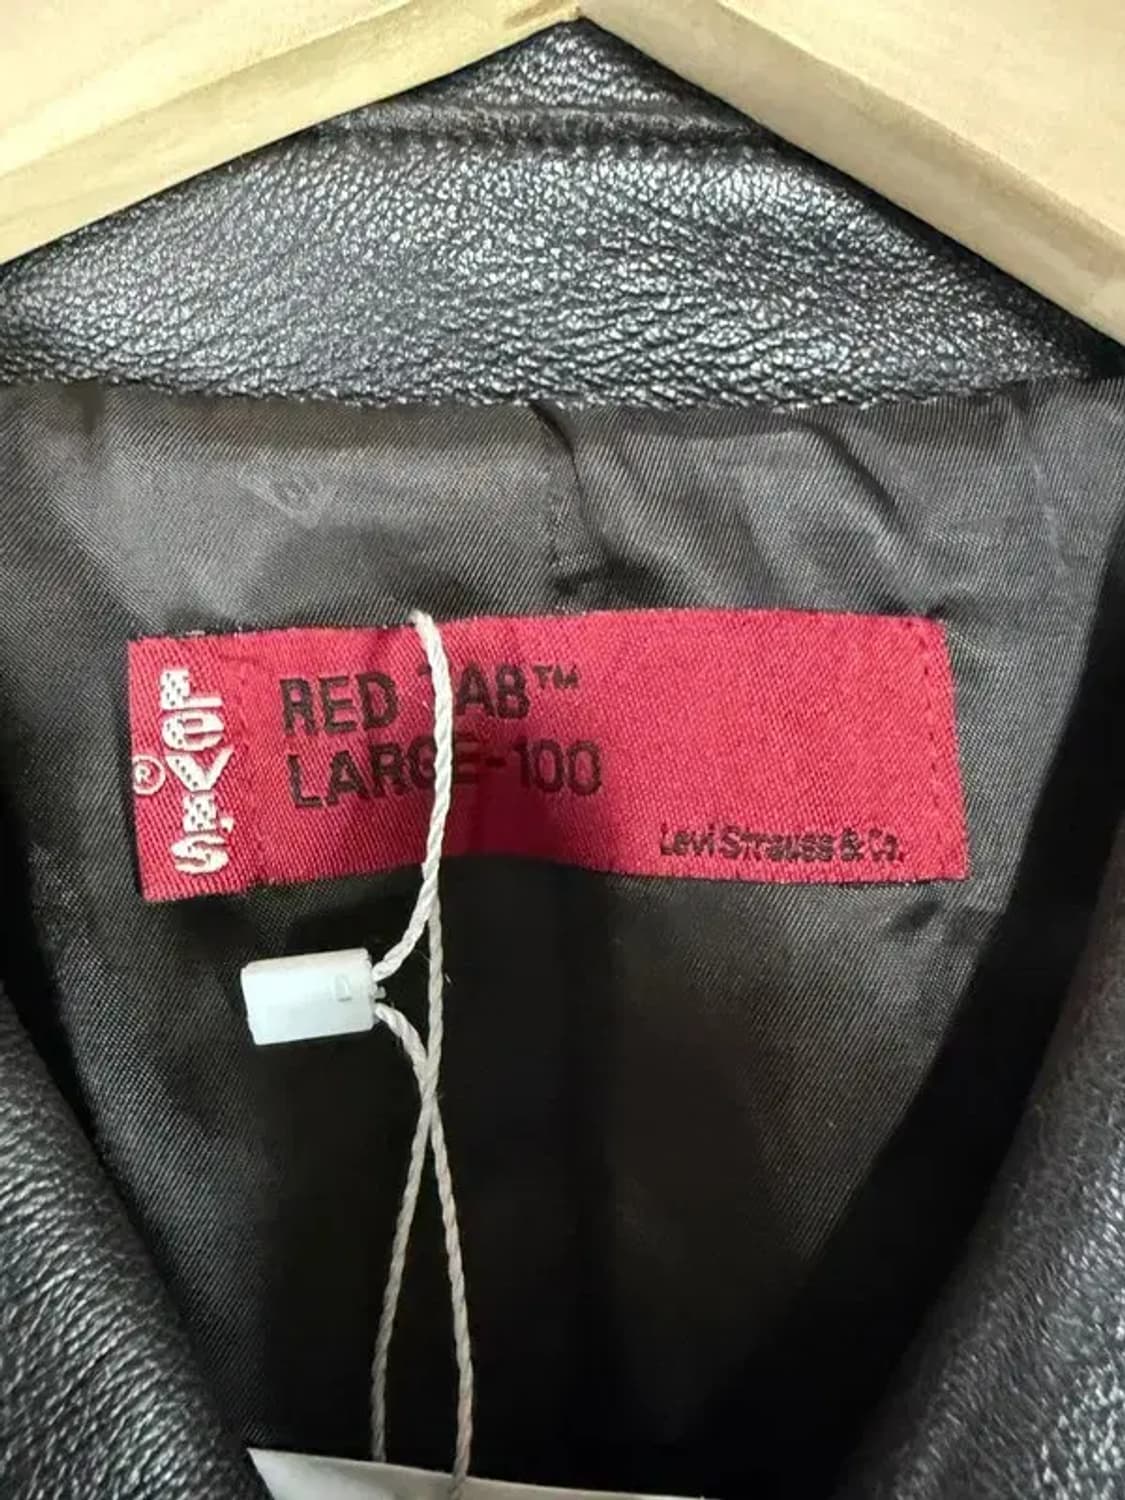 LEVI'S ®
RED TAB™
LARGE-100
Levi Strauss & Co.